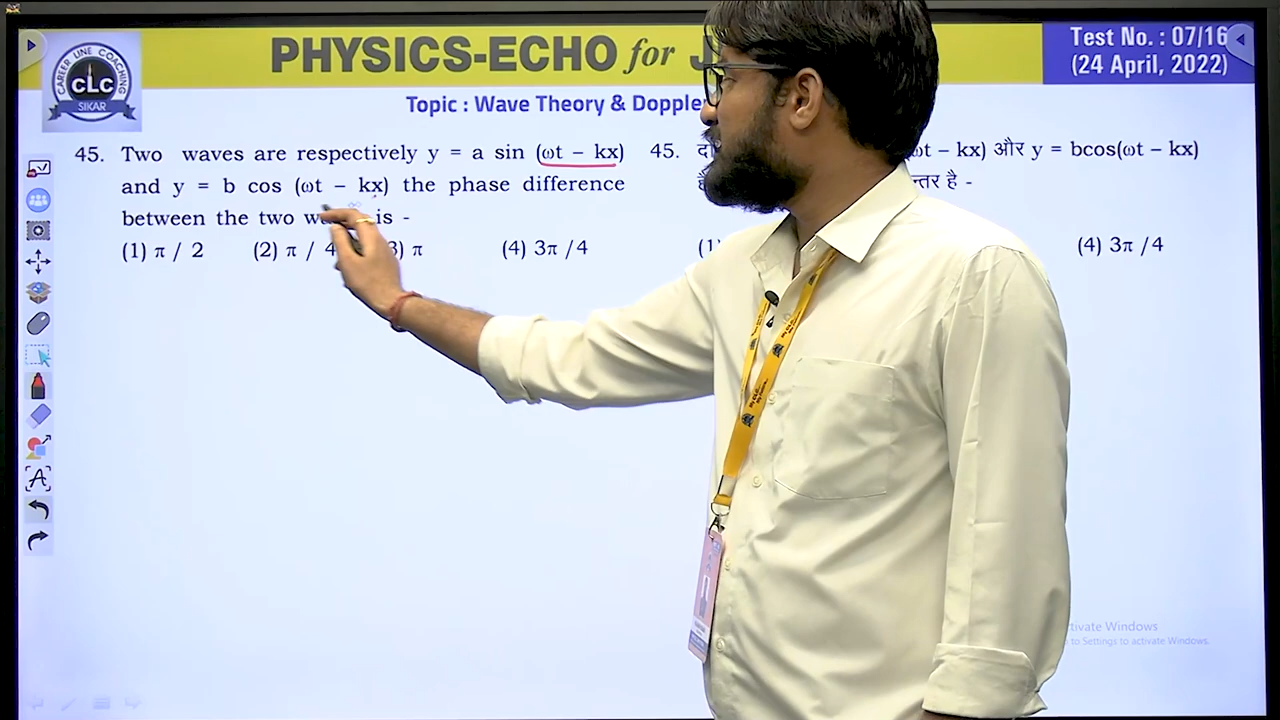 PHYSICS-ECHO for J
Test No. : 07/16
(24 April, 2022)
CAREER LINE COACHING
CLC
SIKAR
Topic : Wave Theory & Dopple
45. Two waves are respectively y = a sin (ωt − kx)
and y = b cos (ωt − kx) the phase difference
between the two is -
(1) π / 2 (2) π / 4 3) π (4) 3π /4
45. ωt − kx) और y = bcos(ωt − kx)
न्तर है -
(1) (4) 3π /4
tivate Windows
to Settings to activate Windows.